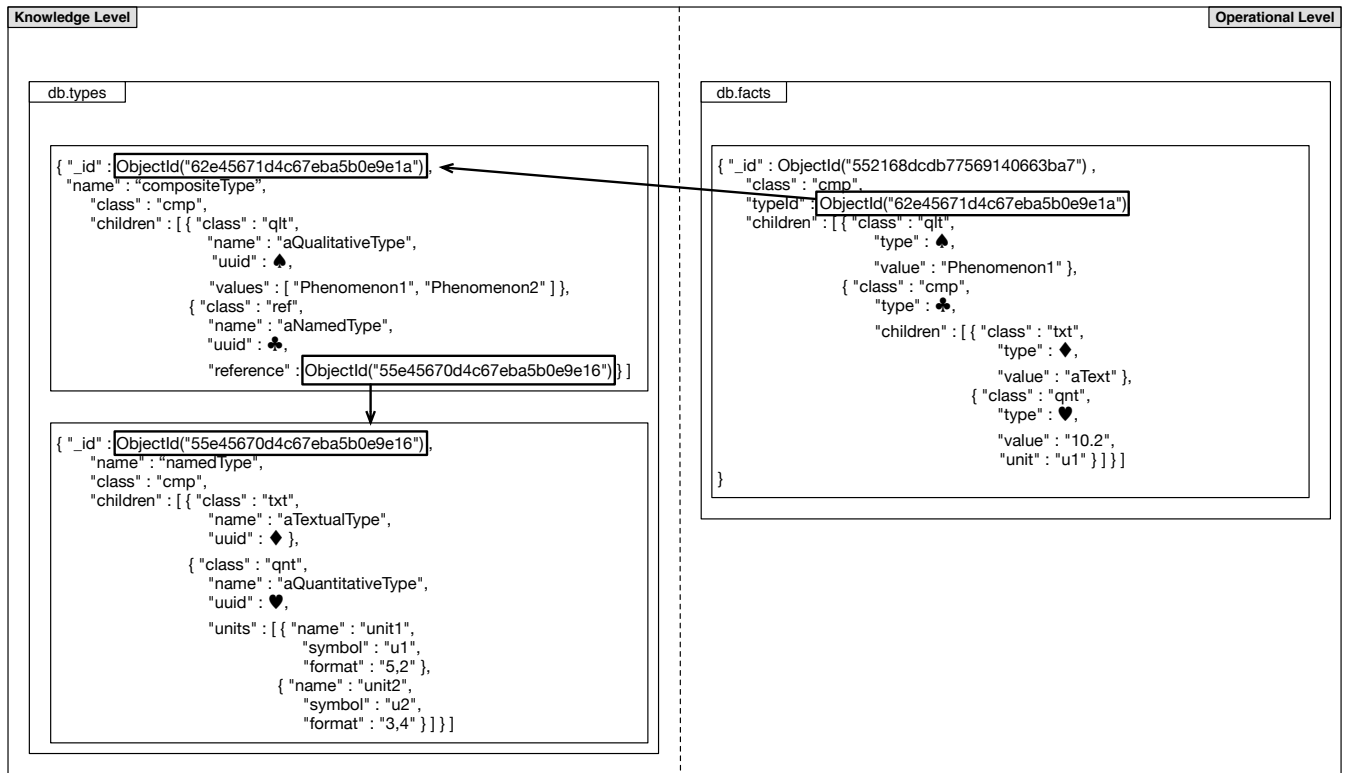 Knowledge Level
db.types
{ "_id" : ObjectId("62e45671d4c67eba5b0e9e1a"),
"name" : “compositeType”,
"class" : "cmp",
"children" : [ { "class" : "qlt",
"name" : "aQualitativeType",
"uuid" : ♠,
"values" : [ "Phenomenon1", "Phenomenon2" ] },
{ "class" : "ref",
"name" : "aNamedType",
"uuid" : ♣,
"reference" : ObjectId("55e45670d4c67eba5b0e9e16") } ]
{ "_id" : ObjectId("55e45670d4c67eba5b0e9e16"),
"name" : “namedType”,
"class" : "cmp",
"children" : [ { "class" : "txt",
"name" : "aTextualType",
"uuid" : ♦ },
{ "class" : "qnt",
"name" : "aQuantitativeType",
"uuid" : ♥,
"units" : [ { "name" : "unit1",
"symbol" : "u1",
"format" : "5,2" },
{ "name" : "unit2",
"symbol" : "u2",
"format" : "3,4" } ] } ]
Operational Level
db.facts
{ "_id" : ObjectId("552168dcdb77569140663ba7") ,
"class" : "cmp",
"typeId" : ObjectId("62e45671d4c67eba5b0e9e1a")
"children" : [ { "class" : "qlt",
"type" : ♠,
"value" : "Phenomenon1" },
{ "class" : "cmp",
"type" : ♣,
"children" : [ { "class" : "txt",
"type" : ♦,
"value" : "aText" },
{ "class" : "qnt",
"type" : ♥,
"value" : "10.2",
"unit" : "u1" } ] } ]
}